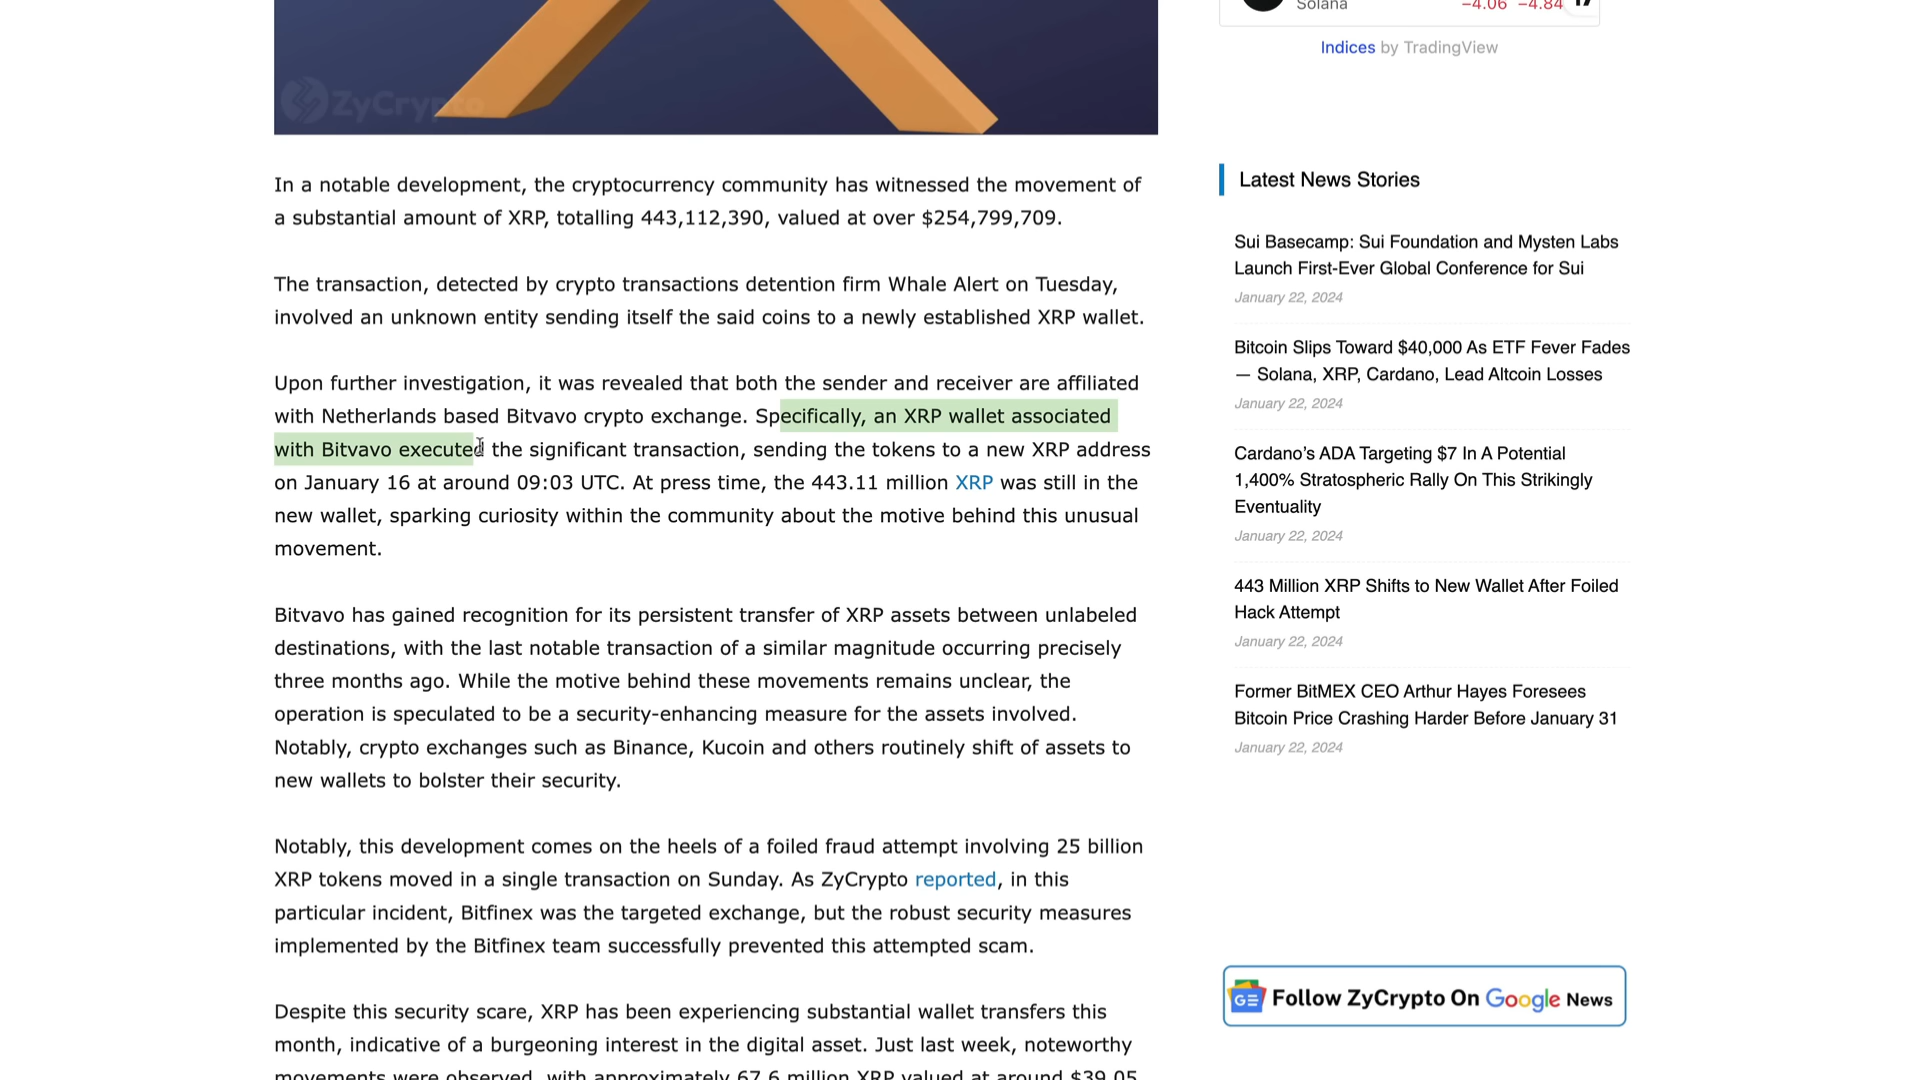 Solana −4.06 −4.84
Indices by TradingView
ZyCrypto
In a notable development, the cryptocurrency community has witnessed the movement of
a substantial amount of XRP, totalling 443,112,390, valued at over $254,799,709.
The transaction, detected by crypto transactions detention firm Whale Alert on Tuesday,
involved an unknown entity sending itself the said coins to a newly established XRP wallet.
Upon further investigation, it was revealed that both the sender and receiver are affiliated
with Netherlands based Bitvavo crypto exchange. Specifically, an XRP wallet associated
with Bitvavo executed the significant transaction, sending the tokens to a new XRP address
on January 16 at around 09:03 UTC. At press time, the 443.11 million XRP was still in the
new wallet, sparking curiosity within the community about the motive behind this unusual
movement.
Bitvavo has gained recognition for its persistent transfer of XRP assets between unlabeled
destinations, with the last notable transaction of a similar magnitude occurring precisely
three months ago. While the motive behind these movements remains unclear, the
operation is speculated to be a security-enhancing measure for the assets involved.
Notably, crypto exchanges such as Binance, Kucoin and others routinely shift of assets to
new wallets to bolster their security.
Notably, this development comes on the heels of a foiled fraud attempt involving 25 billion
XRP tokens moved in a single transaction on Sunday. As ZyCrypto reported, in this
particular incident, Bitfinex was the targeted exchange, but the robust security measures
implemented by the Bitfinex team successfully prevented this attempted scam.
Despite this security scare, XRP has been experiencing substantial wallet transfers this
month, indicative of a burgeoning interest in the digital asset. Just last week, noteworthy
movements were observed, with approximately 67.6 million XRP valued at around $39.05
Latest News Stories
Sui Basecamp: Sui Foundation and Mysten Labs
Launch First-Ever Global Conference for Sui
January 22, 2024
Bitcoin Slips Toward $40,000 As ETF Fever Fades
— Solana, XRP, Cardano, Lead Altcoin Losses
January 22, 2024
Cardano’s ADA Targeting $7 In A Potential
1,400% Stratospheric Rally On This Strikingly
Eventuality
January 22, 2024
443 Million XRP Shifts to New Wallet After Foiled
Hack Attempt
January 22, 2024
Former BitMEX CEO Arthur Hayes Foresees
Bitcoin Price Crashing Harder Before January 31
January 22, 2024
GE Follow ZyCrypto On Google News